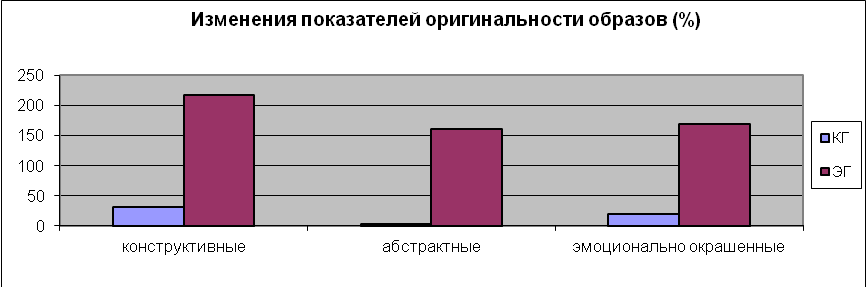 Изменения показателей оригинальности образов (%)
250
200
150
100
50
0
конструктивные абстрактные эмоционально окрашенные
КГ
ЭГ